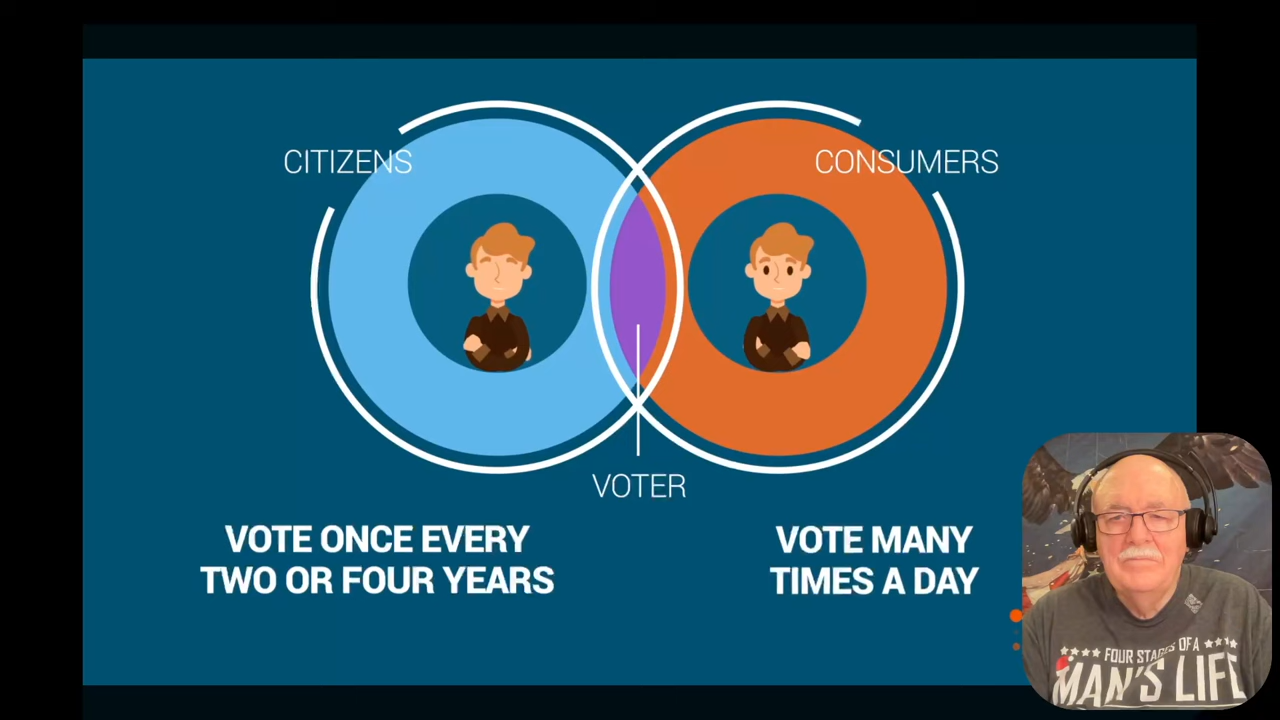 CITIZENS
CONSUMERS
VOTER
VOTE ONCE EVERY
TWO OR FOUR YEARS
VOTE MANY
TIMES A DAY
FOUR STAGES OF A
MAN'S LIFE